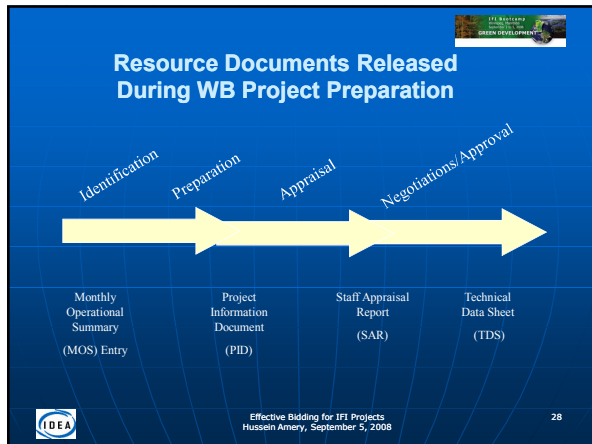 IFI Bootcamp
GREEN DEVELOPMENT
Resource Documents Released
During WB Project Preparation
Identification
Preparation
Appraisal
Negotiations/Approval
Monthly
Operational
Summary
(MOS) Entry
Project
Information
Document
(PID)
Staff Appraisal
Report
(SAR)
Technical
Data Sheet
(TDS)
IDEA
Effective Bidding for IFI Projects
Hussein Amery, September 5, 2008
28